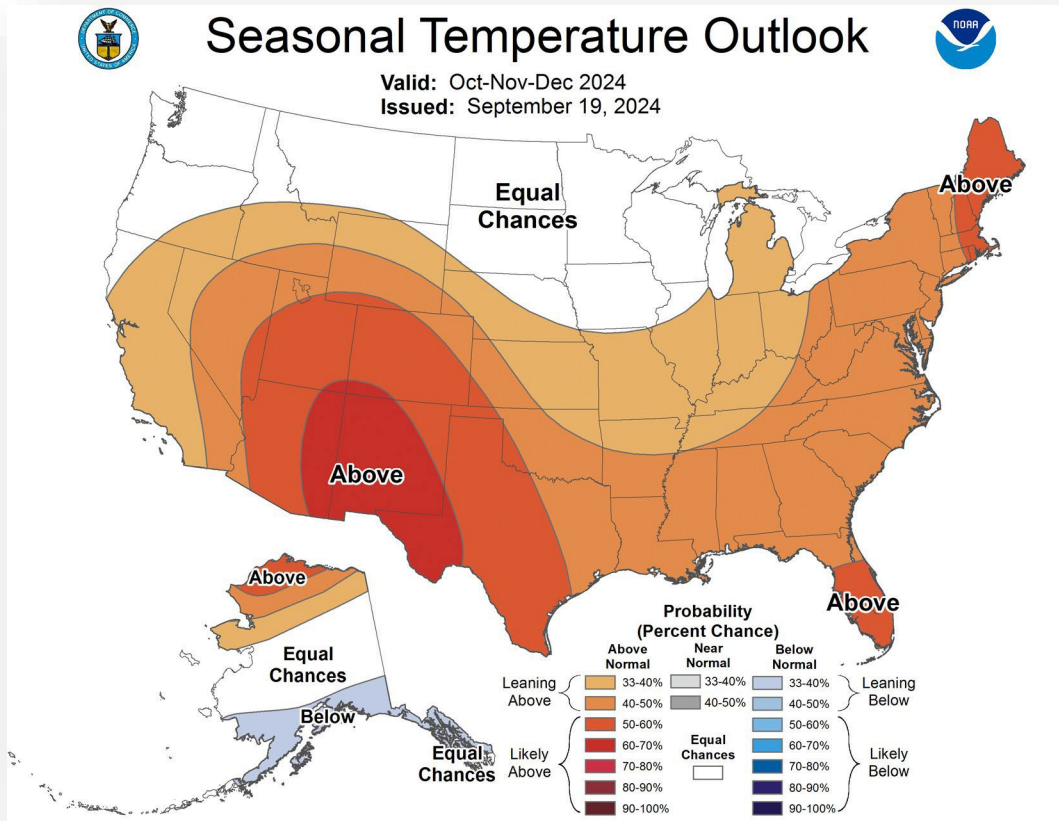 Seasonal Temperature Outlook
NOAA
Valid: Oct-Nov-Dec 2024
Issued: September 19, 2024
Equal
Chances
Above
Above
Above
Above
Equal
Chances
Below
Equal
Chances
Probability
(Percent Chance)
Above
Normal
Near
Normal
Below
Normal
Leaning
Above
33-40%
40-50%
33-40%
40-50%
33-40%
40-50%
Leaning
Below
Likely
Above
50-60%
60-70%
70-80%
80-90%
90-100%
Equal
Chances
50-60%
60-70%
70-80%
80-90%
90-100%
Likely
Below